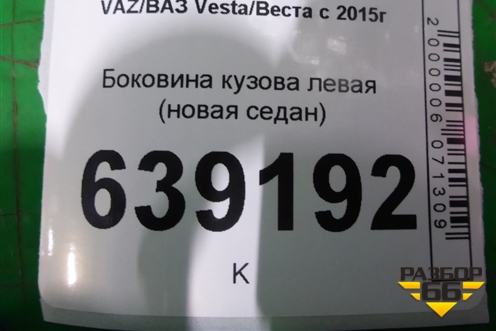 VAZ/ВАЗ Vesta/Веста с 2015г
Боковина кузова левая
(новая седан)
639192
К
2000006071309
РАЗБОР
66